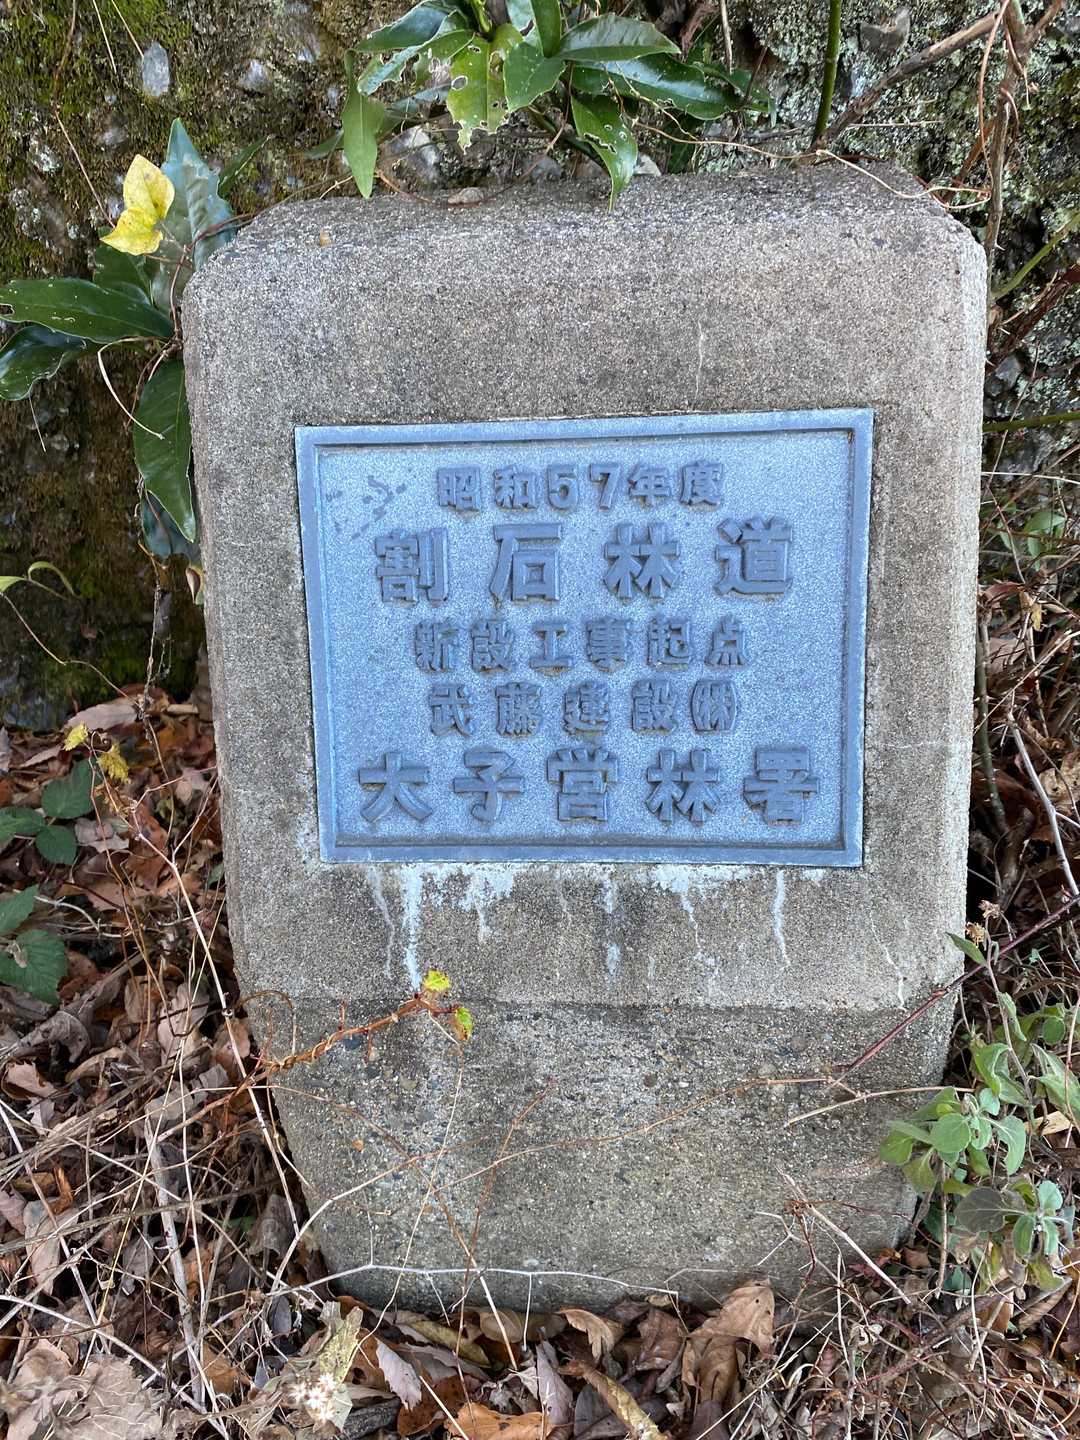 昭和57年度
割石林道
新設工事起点
武藤建設㈱
大子営林署